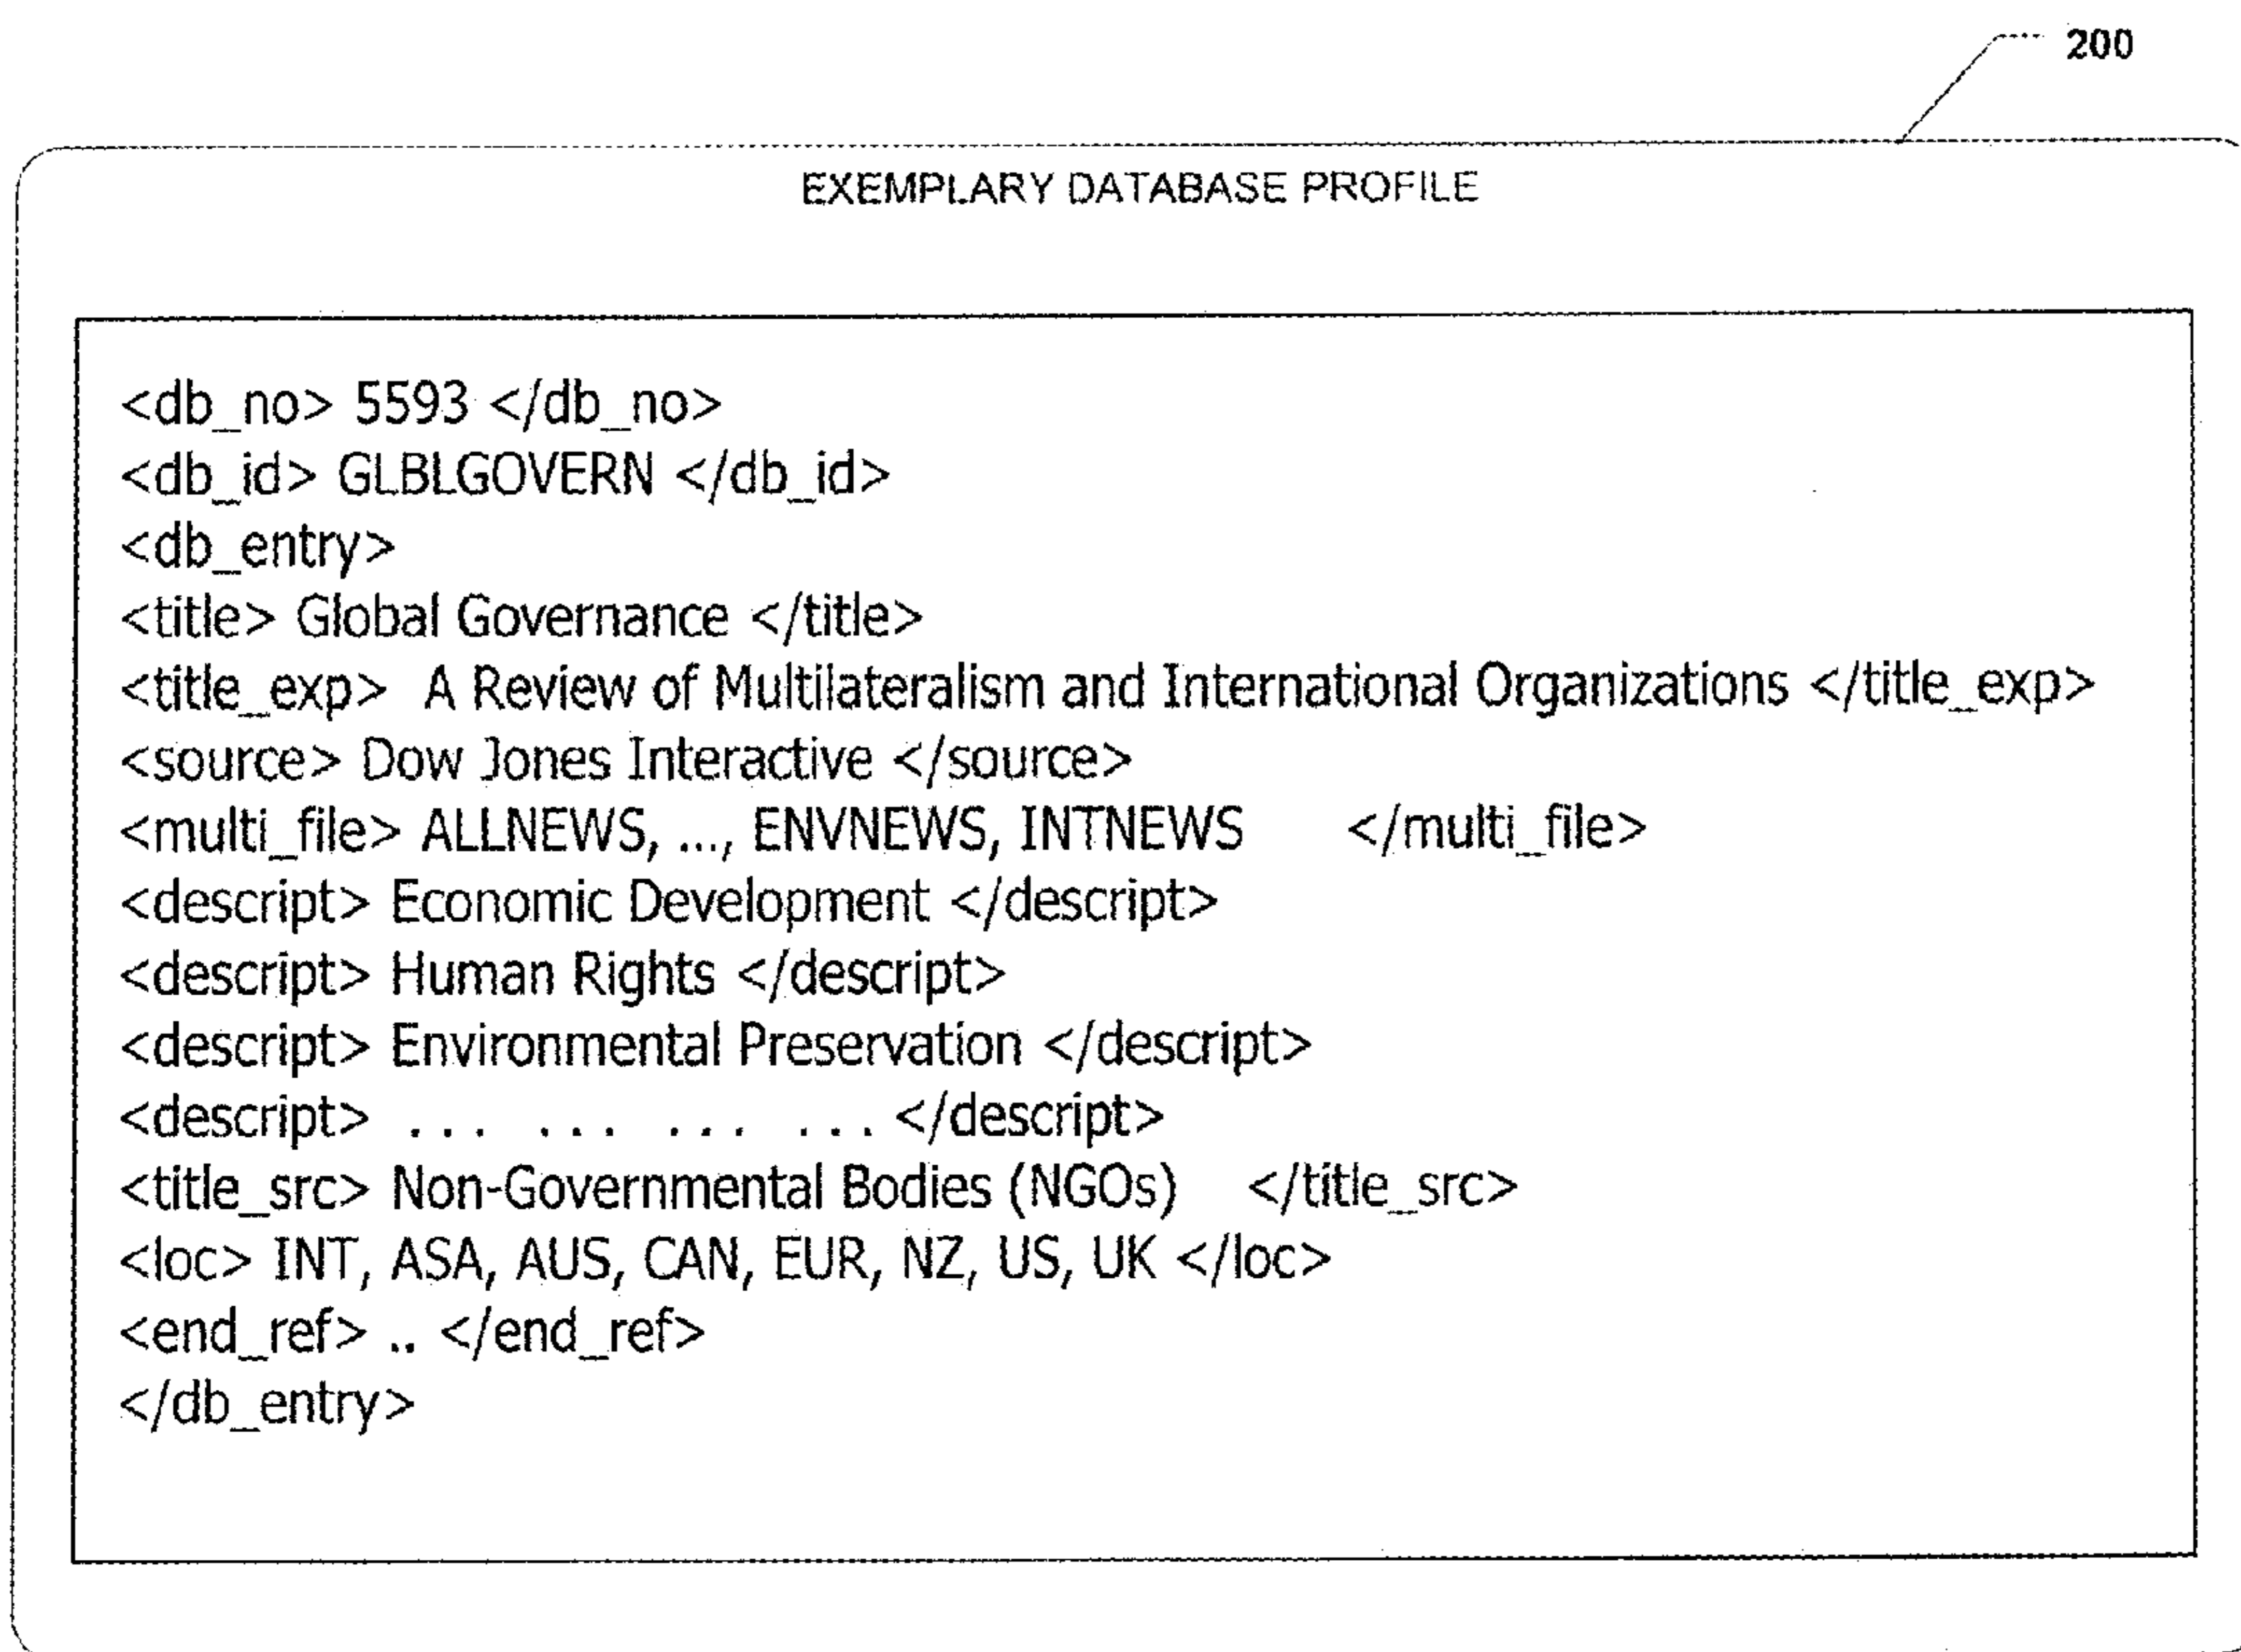 200
EXEMPLARY DATABASE PROFILE
<db_no> 5593 </db_no>
<db_id> GLBLGOVERN </db_id>
<db_entry>
<title> Global Governance </title>
<title_exp> A Review of Multilateralism and International Organizations </title_exp>
<source> Dow Jones Interactive </source>
<multi_file> ALLNEWS, ..., ENVNEWS, INTNEWS </multi_file>
<descript> Economic Development </descript>
<descript> Human Rights </descript>
<descript> Environmental Preservation </descript>
<descript> ... ... ... ... </descript>
<title_src> Non-Governmental Bodies (NGOs) </title_src>
<loc> INT, ASA, AUS, CAN, EUR, NZ, US, UK </loc>
<end_ref> .. </end_ref>
</db_entry>